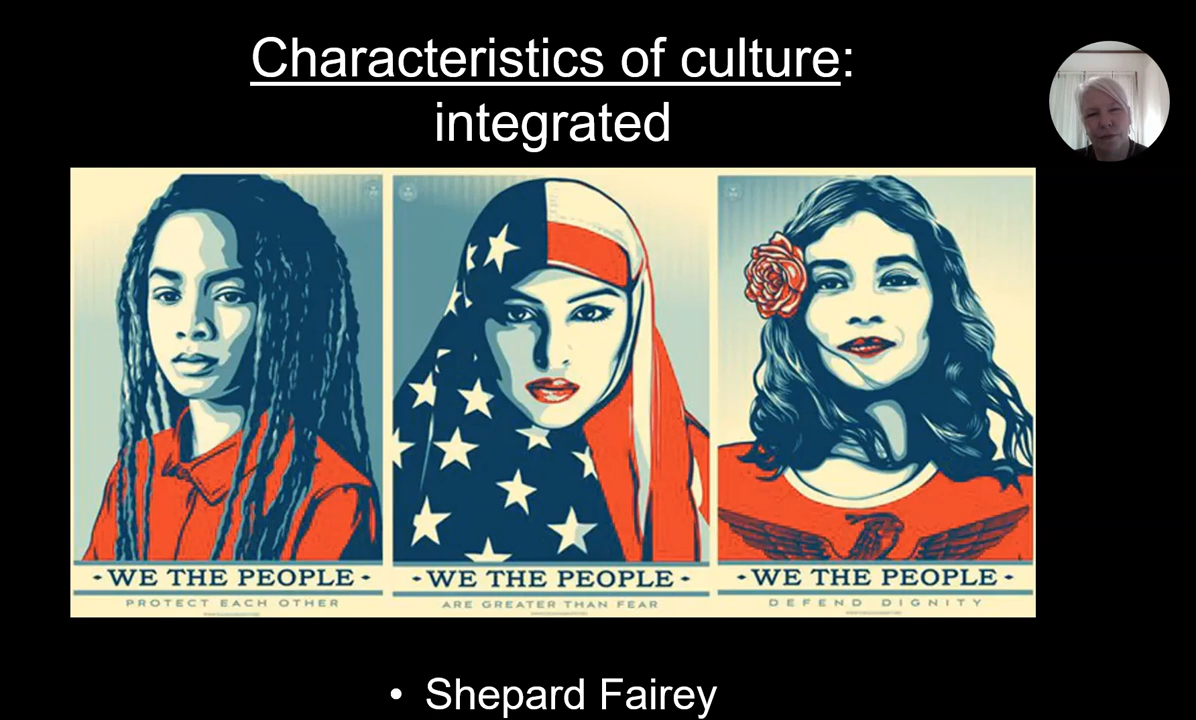 Characteristics of culture:
integrated
• WE THE PEOPLE •
PROTECT EACH OTHER
• WE THE PEOPLE •
ARE GREATER THAN FEAR
• WE THE PEOPLE •
DEFEND DIGNITY
• Shepard Fairey